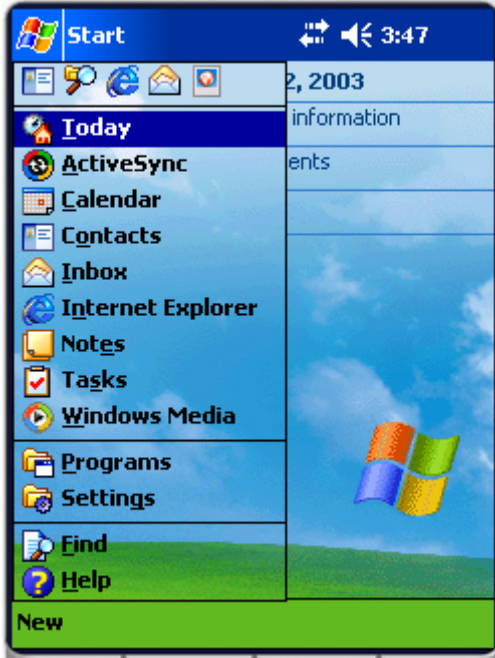 Start 3:47
2, 2003
Today
information
ActiveSync
ents
Calendar
Contacts
Inbox
Internet Explorer
Notes
Tasks
Windows Media
Programs
Settings
Find
Help
New